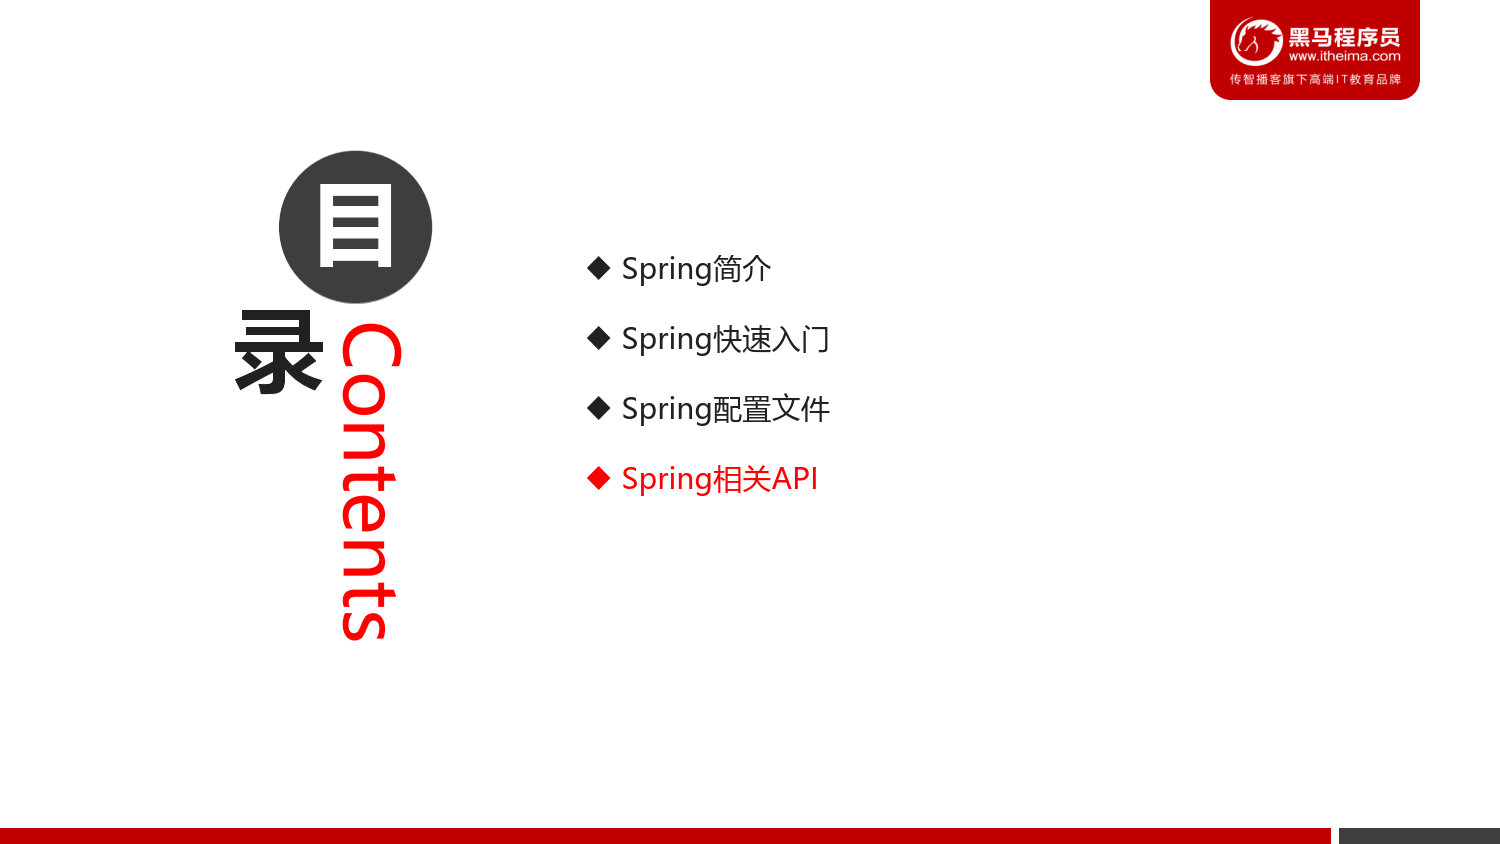 黑马程序员
www.itheima.com
传智播客旗下高端IT教育品牌
目
录
Contents
◆ Spring简介
◆ Spring快速入门
◆ Spring配置文件
◆ Spring相关API